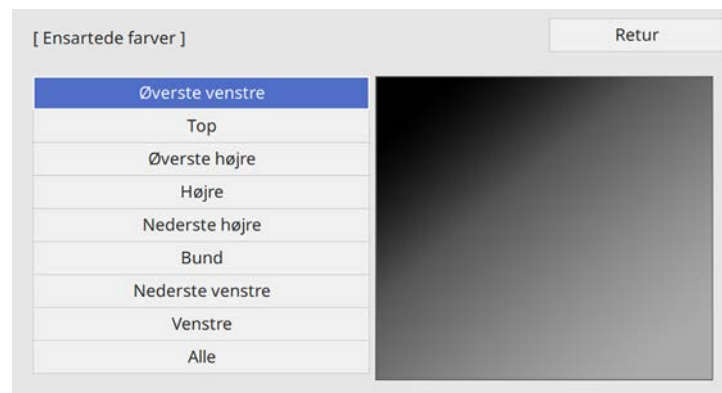 [ Ensartede farver ]
Retur
Øverste venstre
Top
Øverste højre
Højre
Nederste højre
Bund
Nederste venstre
Venstre
Alle